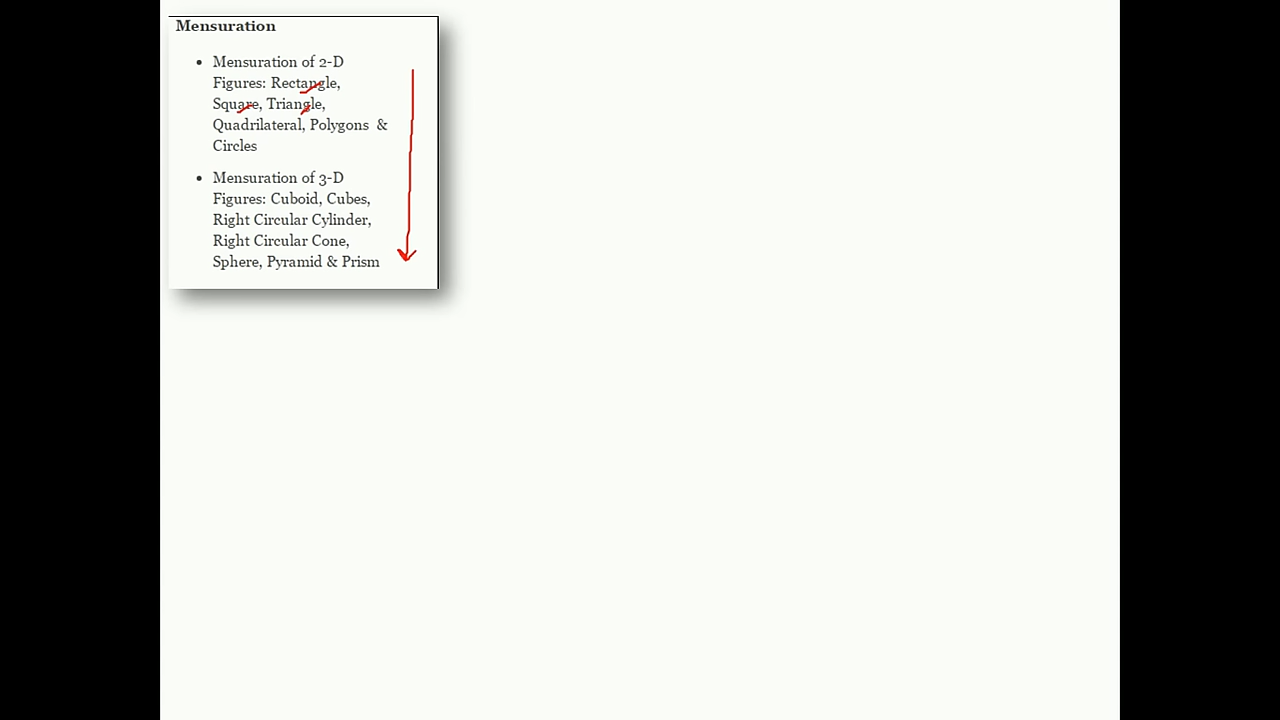 Mensuration
• Mensuration of 2-D
Figures: Rectangle,
Square, Triangle,
Quadrilateral, Polygons &
Circles
• Mensuration of 3-D
Figures: Cuboid, Cubes,
Right Circular Cylinder,
Right Circular Cone,
Sphere, Pyramid & Prism